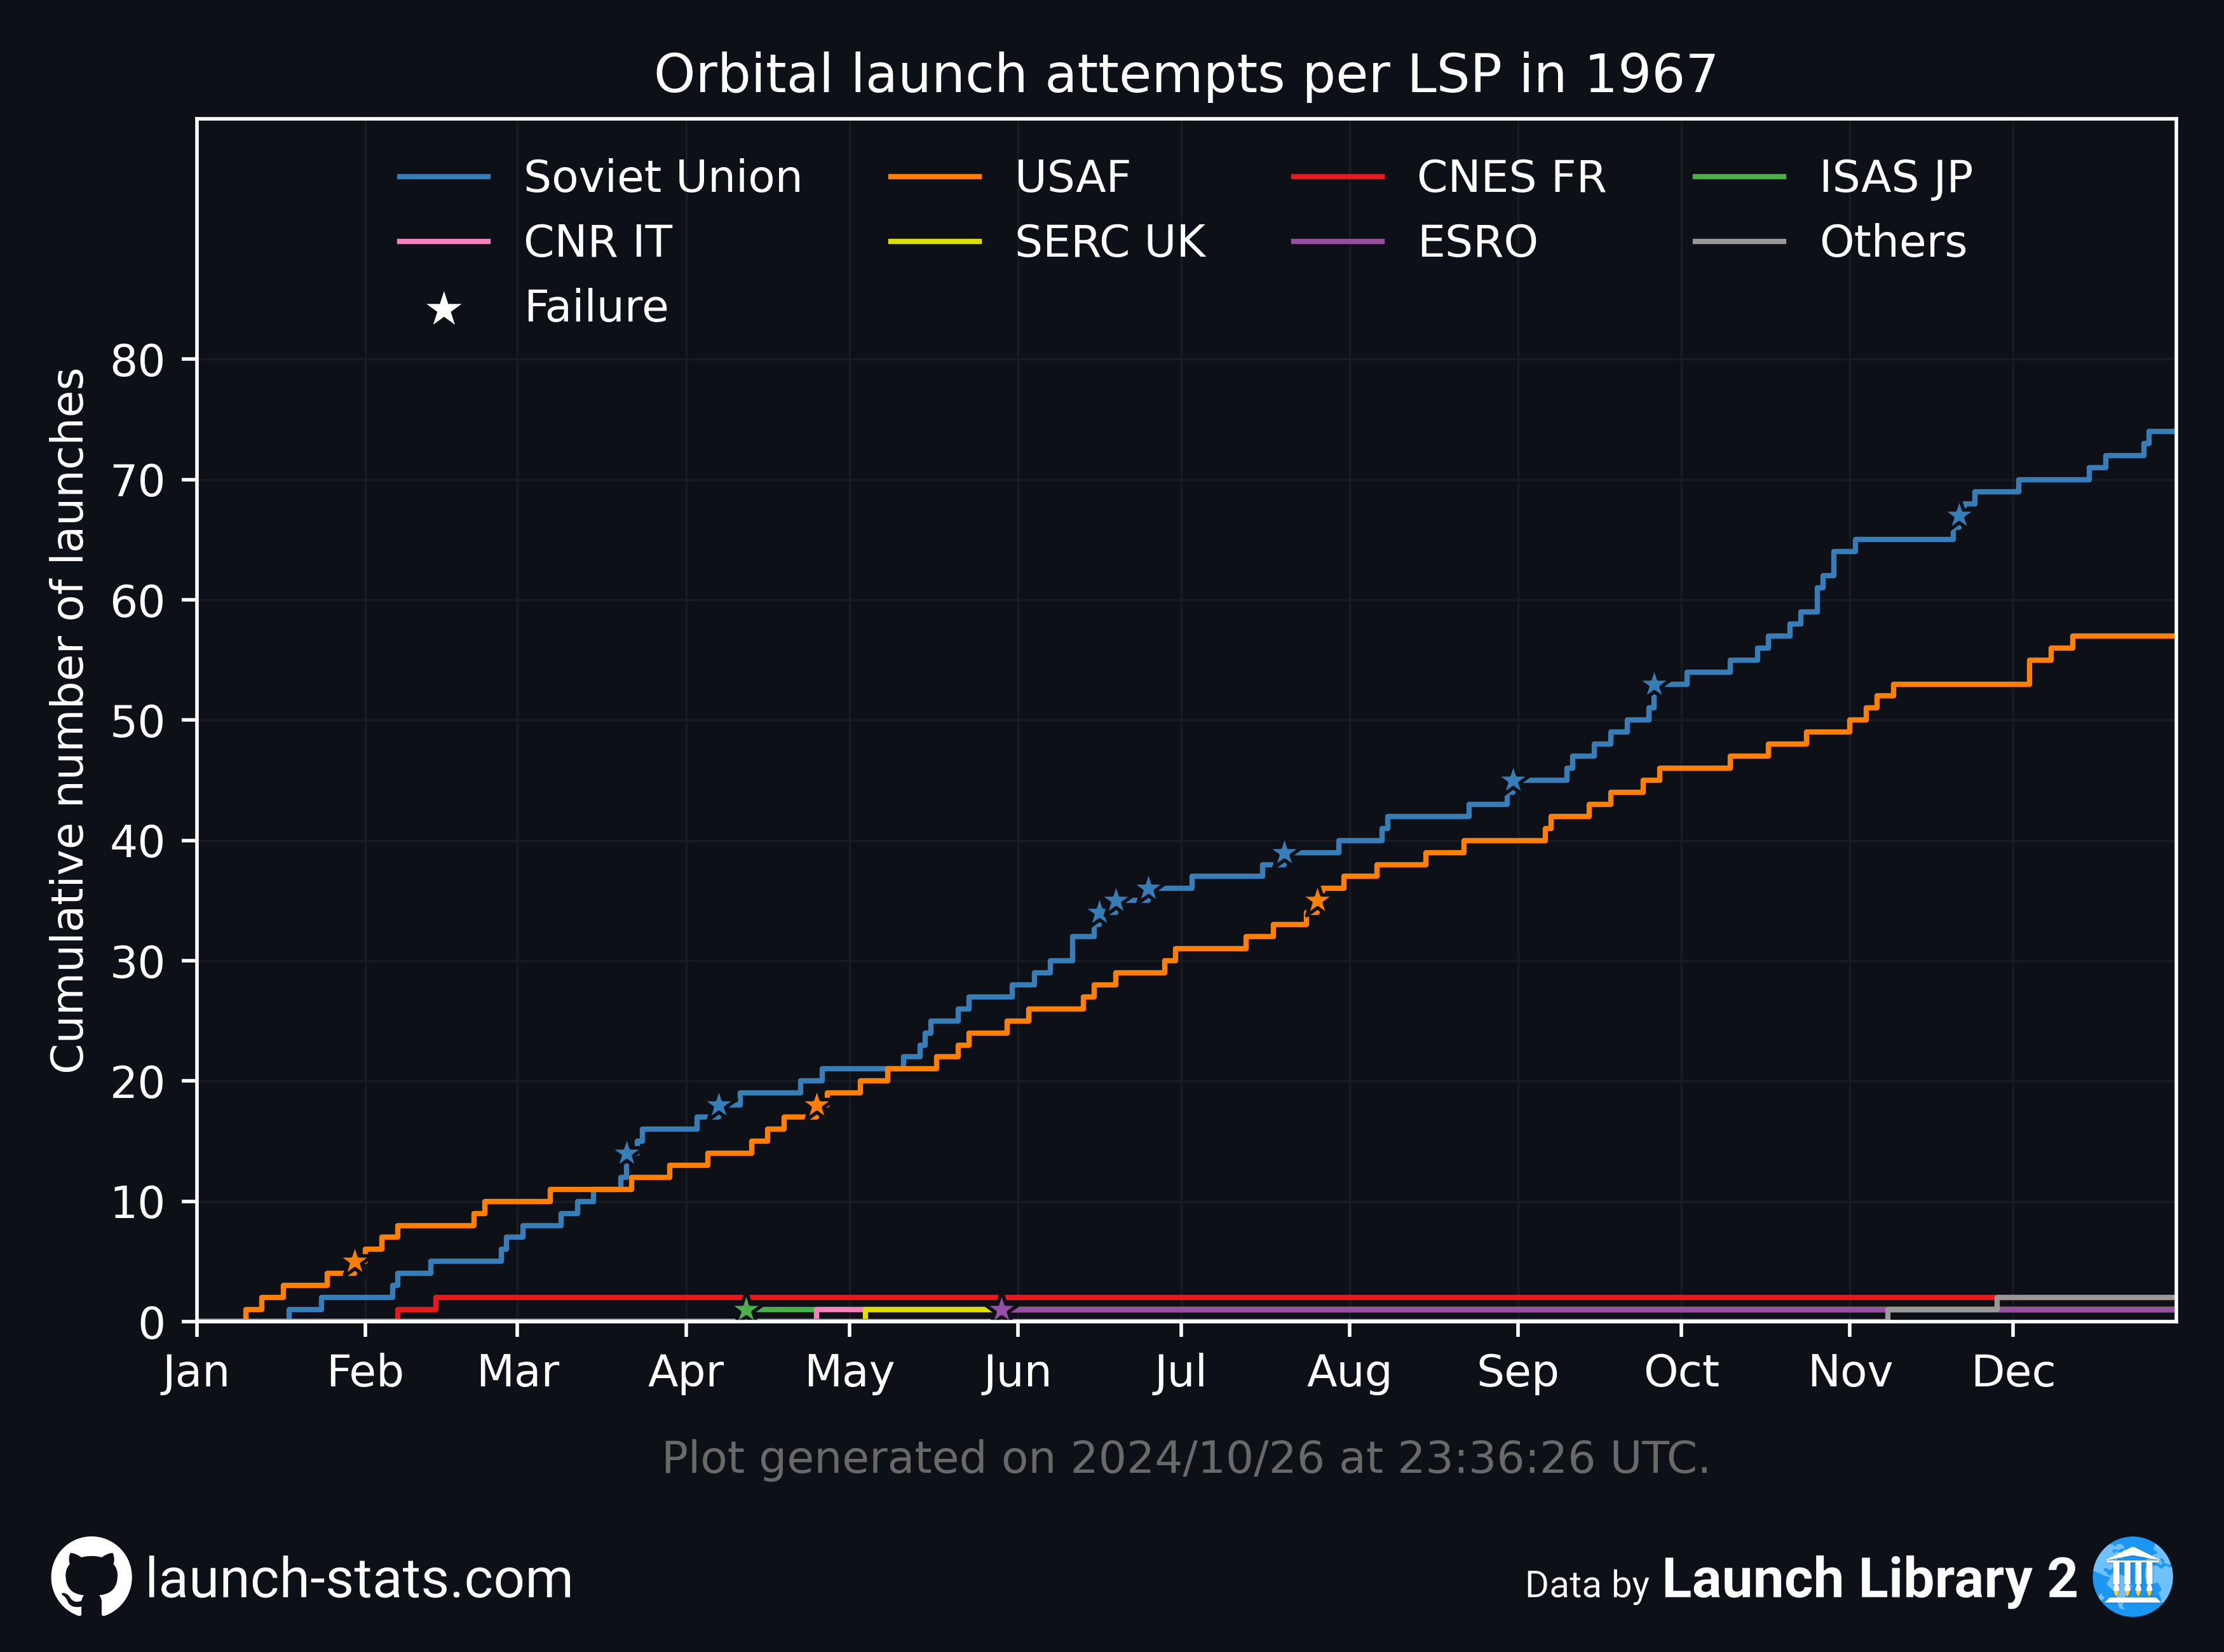 Orbital launch attempts per LSP in 1967
Soviet Union USAF CNES FR ISAS JP
CNR IT SERC UK ESRO Others
Failure
Cumulative number of launches
80
70
60
50
40
30
20
10
0
Jan Feb Mar Apr May Jun Jul Aug Sep Oct Nov Dec
Plot generated on 2024/10/26 at 23:36:26 UTC.
launch-stats.com
Data by Launch Library 2